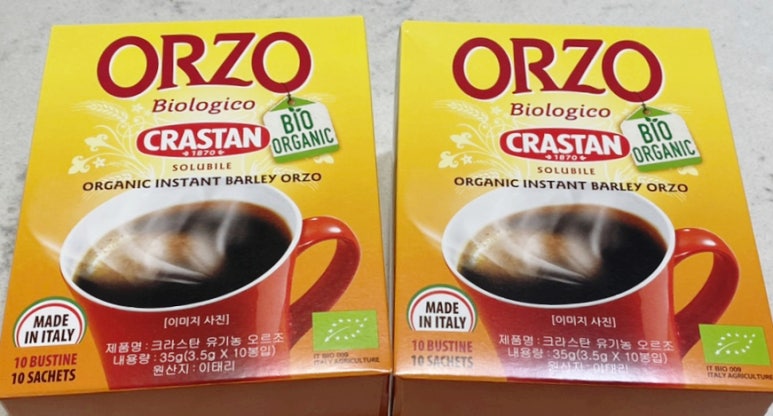 ORZO
Biologico
CRASTAN
1870
BIO
ORGANIC
SOLUBILE
ORGANIC INSTANT BARLEY ORZO
MADE
IN ITALY
[이미지 사진]
제품명 : 크라스탄 유기농 오르조
내용량 : 35g(3.5g X 10봉입)
원산지 : 이태리
10 BUSTINE
10 SACHETS
IT BIO 009
ITALY AGRICULTURE
ORZO
Biologico
CRASTAN
1870
BIO
ORGANIC
SOLUBILE
ORGANIC INSTANT BARLEY ORZO
MADE
IN ITALY
[이미지 사진]
제품명 : 크라스탄 유기농 오르조
내용량 : 35g(3.5g X 10봉입)
원산지 : 이태리
10 BUSTINE
10 SACHETS
IT BIO 009
ITALY AGRICULTURE